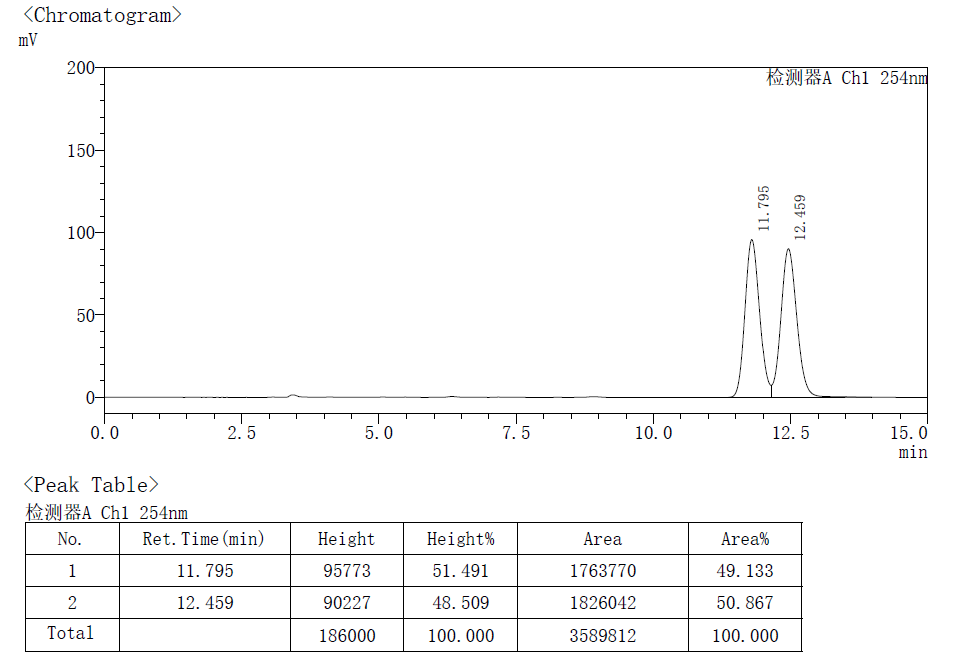 <Chromatogram>
mV
检测器A Ch1 254nm
200
150
100
50
0
11.795
12.459
0.0 2.5 5.0 7.5 10.0 12.5 15.0
min
<Peak Table>
检测器A Ch1 254nm
No. Ret.Time(min) Height Height% Area Area%
1 11.795 95773 51.491 1763770 49.133
2 12.459 90227 48.509 1826042 50.867
Total 186000 100.000 3589812 100.000